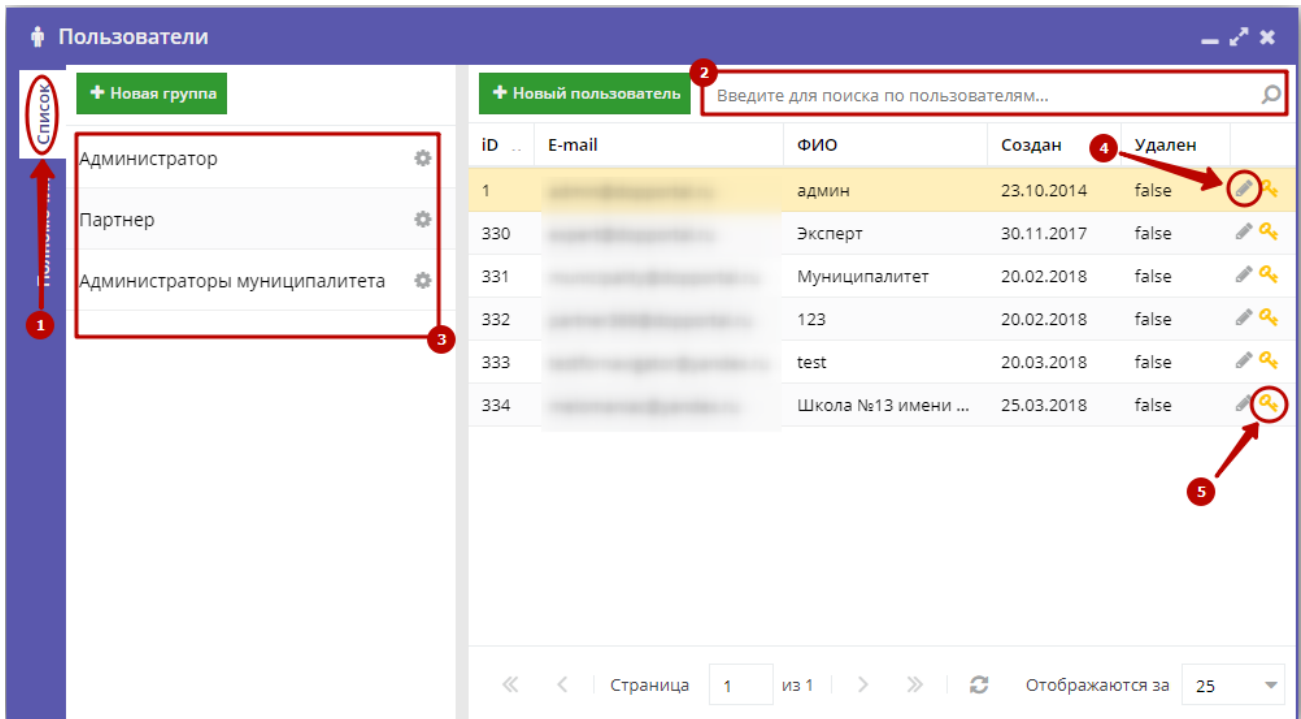 Пользователи
Список
+ Новая группа
Администратор
Партнер
Администраторы муниципалитета
+ Новый пользователь
Введите для поиска по пользователям...
iD .. E-mail ФИО Создан Удален
1 админ 23.10.2014 false
330 Эксперт 30.11.2017 false
331 Муниципалитет 20.02.2018 false
332 123 20.02.2018 false
333 test 20.03.2018 false
334 Школа №13 имени ... 25.03.2018 false
1
2
3
4
5
Страница 1 из 1 Отображаются за 25